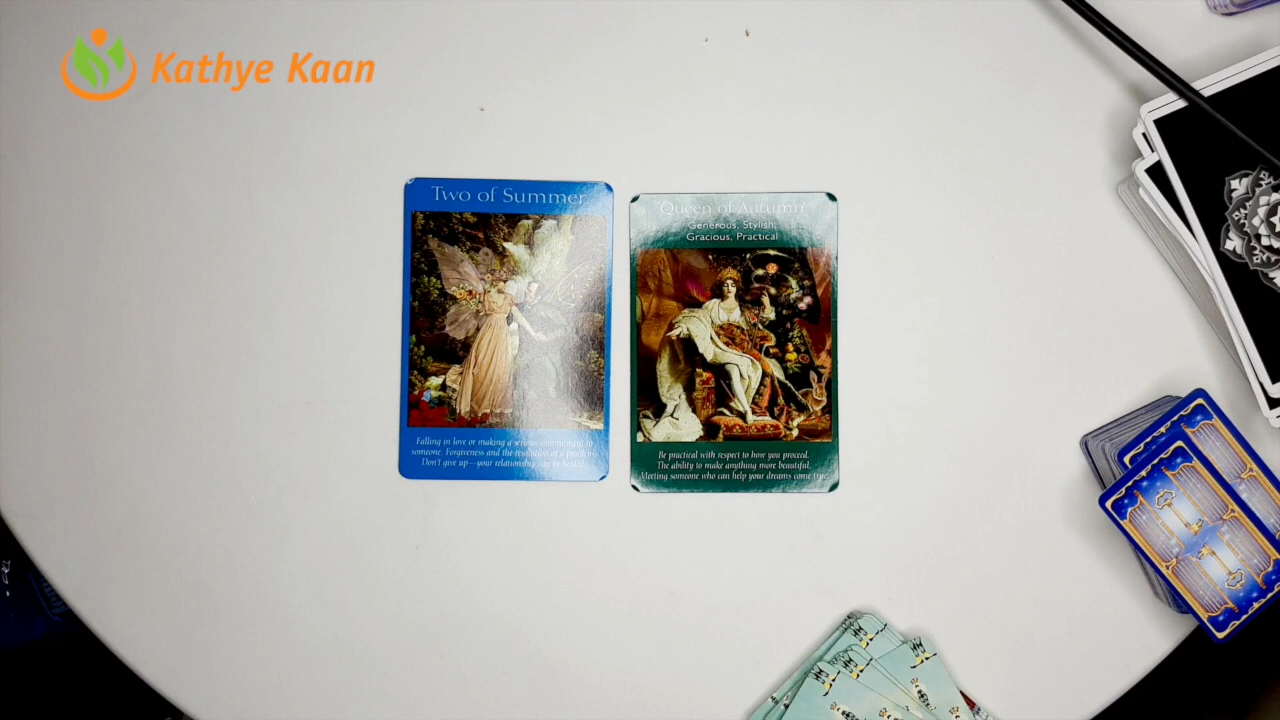 Kathye Kaan
Two of Summer
Falling in love or making a serious commitment to
someone. Forgiveness and the resolution of a problem.
Don't give up—your relationship can be healed.
Queen of Autumn
Generous, Stylish,
Gracious, Practical
Be practical with respect to how you proceed.
The ability to make anything more beautiful.
Meeting someone who can help your dreams come true.